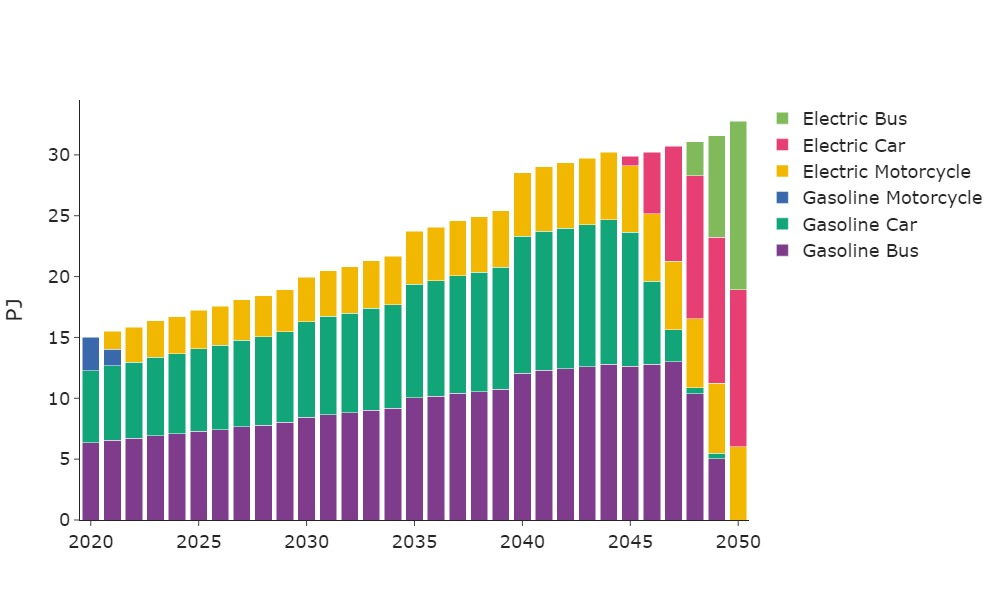 PJ
30
25
20
15
10
5
0
2020 2025 2030 2035 2040 2045 2050
Electric Bus
Electric Car
Electric Motorcycle
Gasoline Motorcycle
Gasoline Car
Gasoline Bus